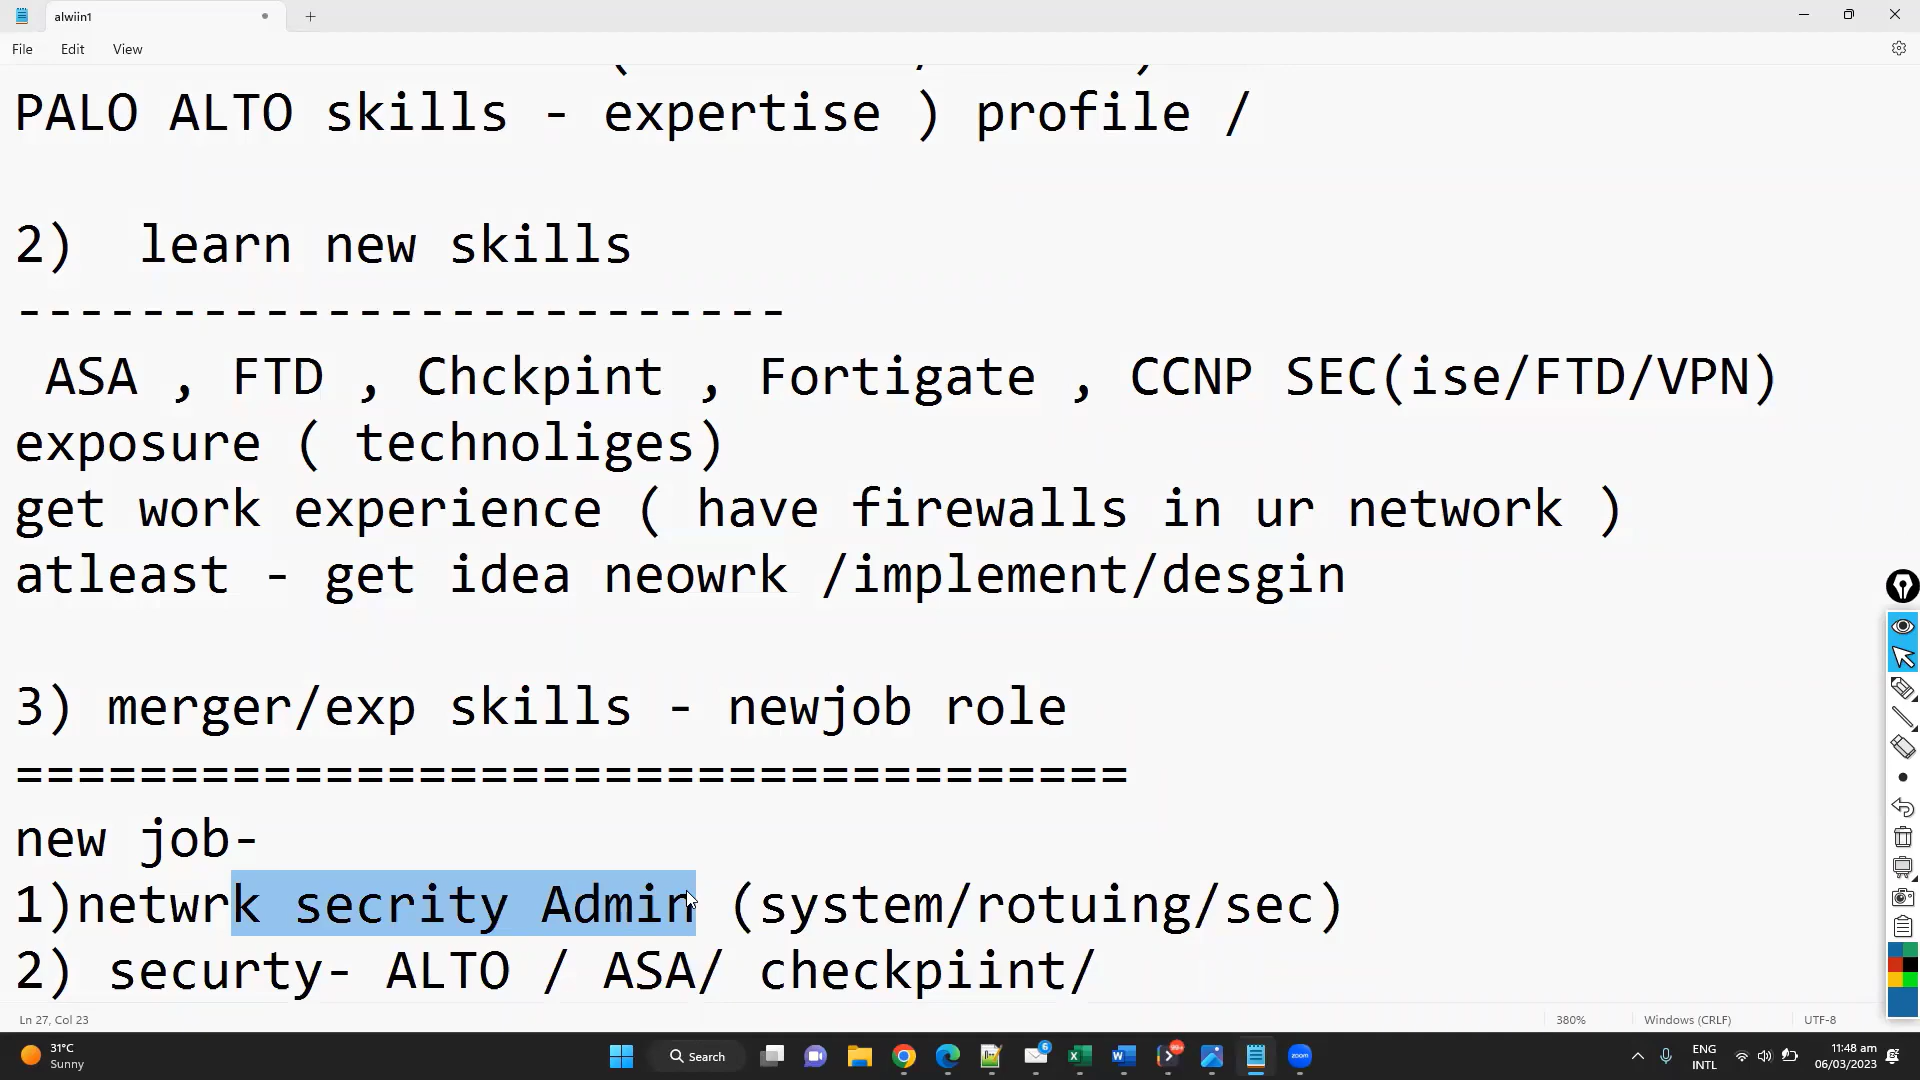 alwiin1
File Edit View
PALO ALTO skills - expertise ) profile /
2)  learn new skills
-------------------------
ASA , FTD , Chckpint , Fortigate , CCNP SEC(ise/FTD/VPN)
exposure ( technoliges)
get work experience ( have firewalls in ur network )
atleast - get idea neowrk /implement/desgin
3) merger/exp skills - newjob role
====================================
new job-
1)netwrk secrity Admin (system/rotuing/sec)
2) securty- ALTO / ASA/ checkpiint/
Ln 27, Col 23 380% Windows (CRLF) UTF-8
31°C
Sunny
Search
6
99+
zoom
ENG
INTL
11:48 am
06/03/2023